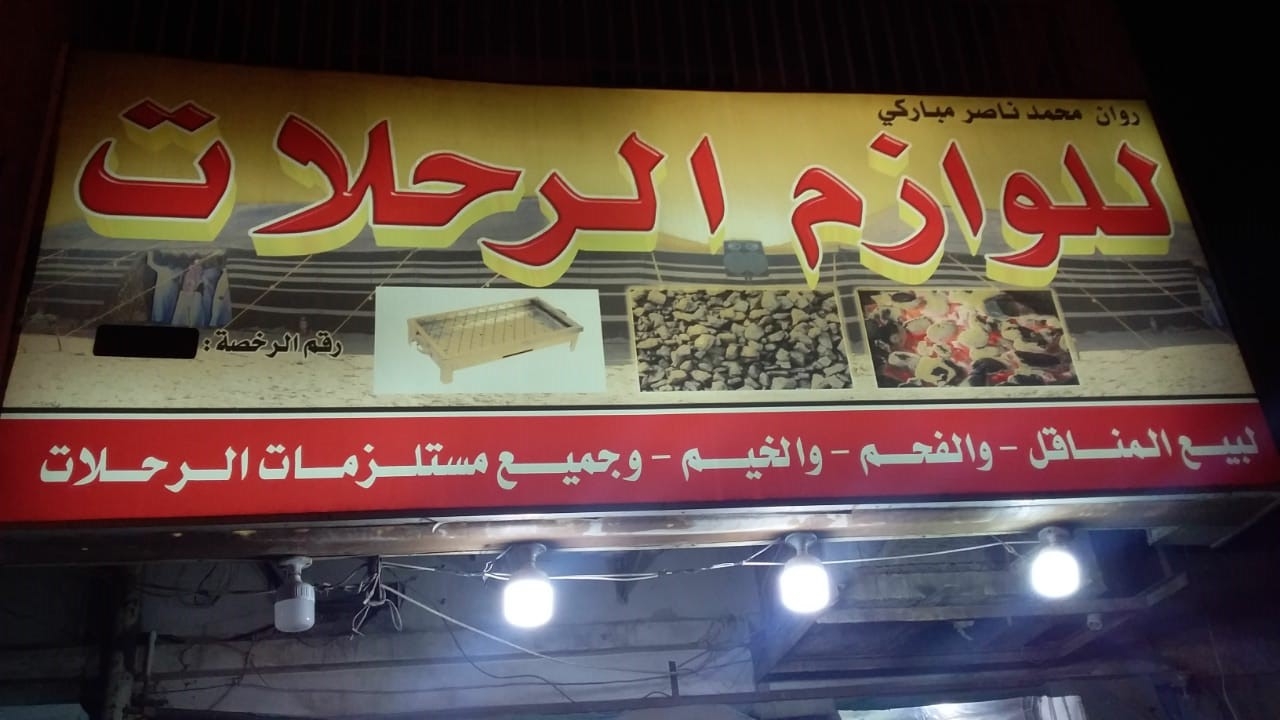 روان محمد ناصر مباركي
للوازم الرحلات
رقم الرخصة :
لبيع المناقل - والفحم - والخيم - وجميع مستلزمات الرحلات